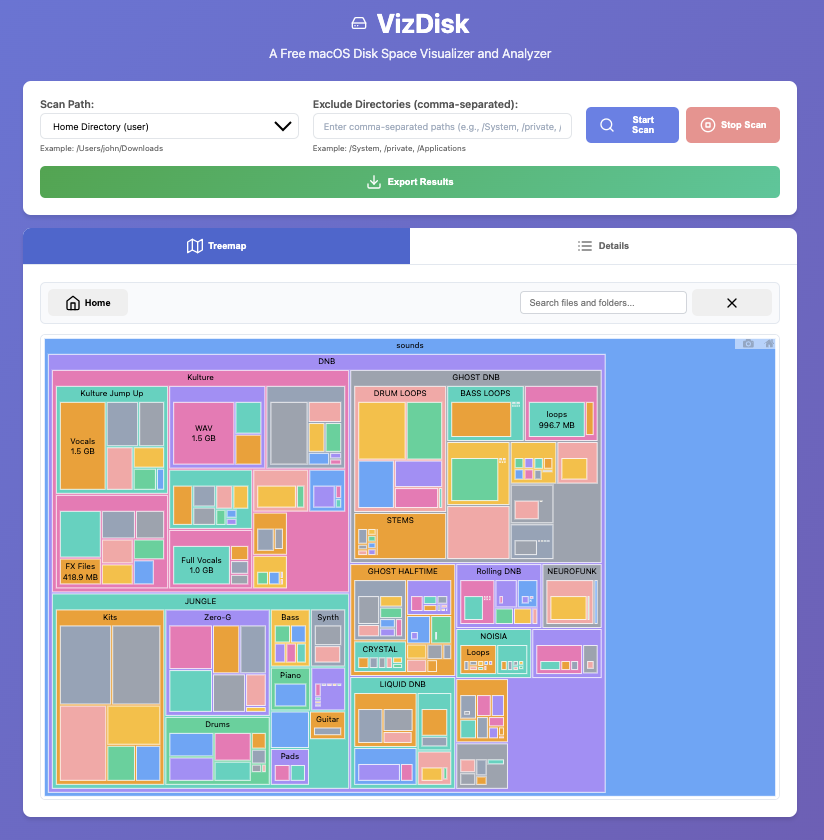 VizDisk
A Free macOS Disk Space Visualizer and Analyzer
Scan Path:
Home Directory (user)
Example: /Users/john/Downloads
Exclude Directories (comma-separated):
Enter comma-separated paths (e.g., /System, /private, /
Example: /System, /private, /Applications
Start
Scan
Stop Scan
Export Results
Treemap
Details
Home
Search files and folders...
sounds
DNB
Kulture
Kulture Jump Up
Vocals
1.5 GB
WAV
1.5 GB
FX Files
418.9 MB
Full Vocals
1.0 GB
GHOST DNB
DRUM LOOPS
BASS LOOPS
loops
996.7 MB
STEMS
JUNGLE
Kits
Zero-G
Bass
Synth
Piano
Guitar
Drums
Pads
GHOST HALFTIME
CRYSTAL
Rolling DNB
NEUROFUNK
NOISIA
Loops
LIQUID DNB